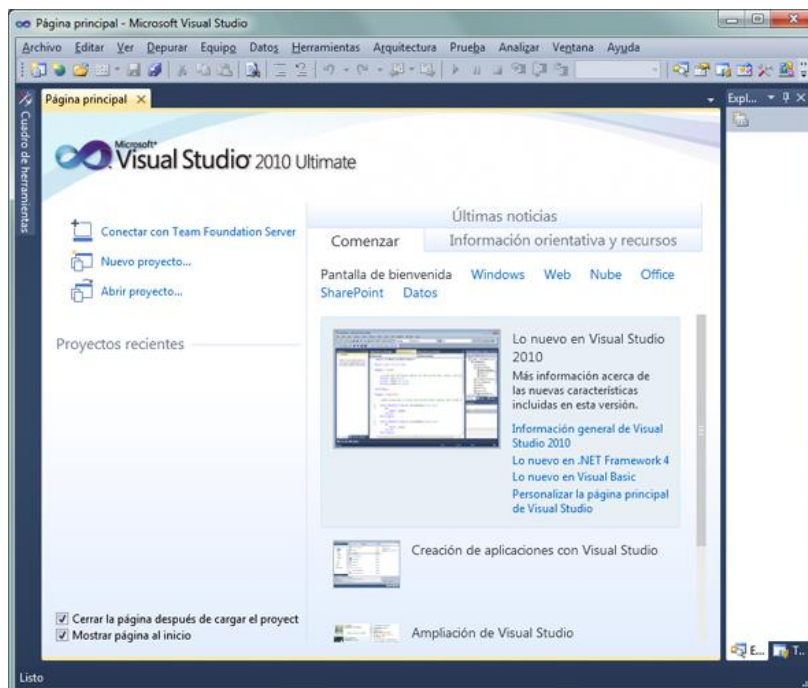 Página principal - Microsoft Visual Studio
Archivo Editar Ver Depurar Equipo Datos Herramientas Arquitectura Prueba Analizar Ventana Ayuda
Página principal
Expl...
Cuadro de herramientas
Microsoft®
Visual Studio® 2010 Ultimate
Conectar con Team Foundation Server
Nuevo proyecto...
Abrir proyecto...
Proyectos recientes
Cerrar la página después de cargar el proyect
Mostrar página al inicio
Últimas noticias
Comenzar
Información orientativa y recursos
Pantalla de bienvenida Windows Web Nube Office
SharePoint Datos
Lo nuevo en Visual Studio
2010
Más información acerca de
las nuevas características
incluidas en esta versión.
Información general de Visual
Studio 2010
Lo nuevo en .NET Framework 4
Lo nuevo en Visual Basic
Personalizar la página principal
de Visual Studio
Creación de aplicaciones con Visual Studio
Ampliación de Visual Studio
E... T..
Listo